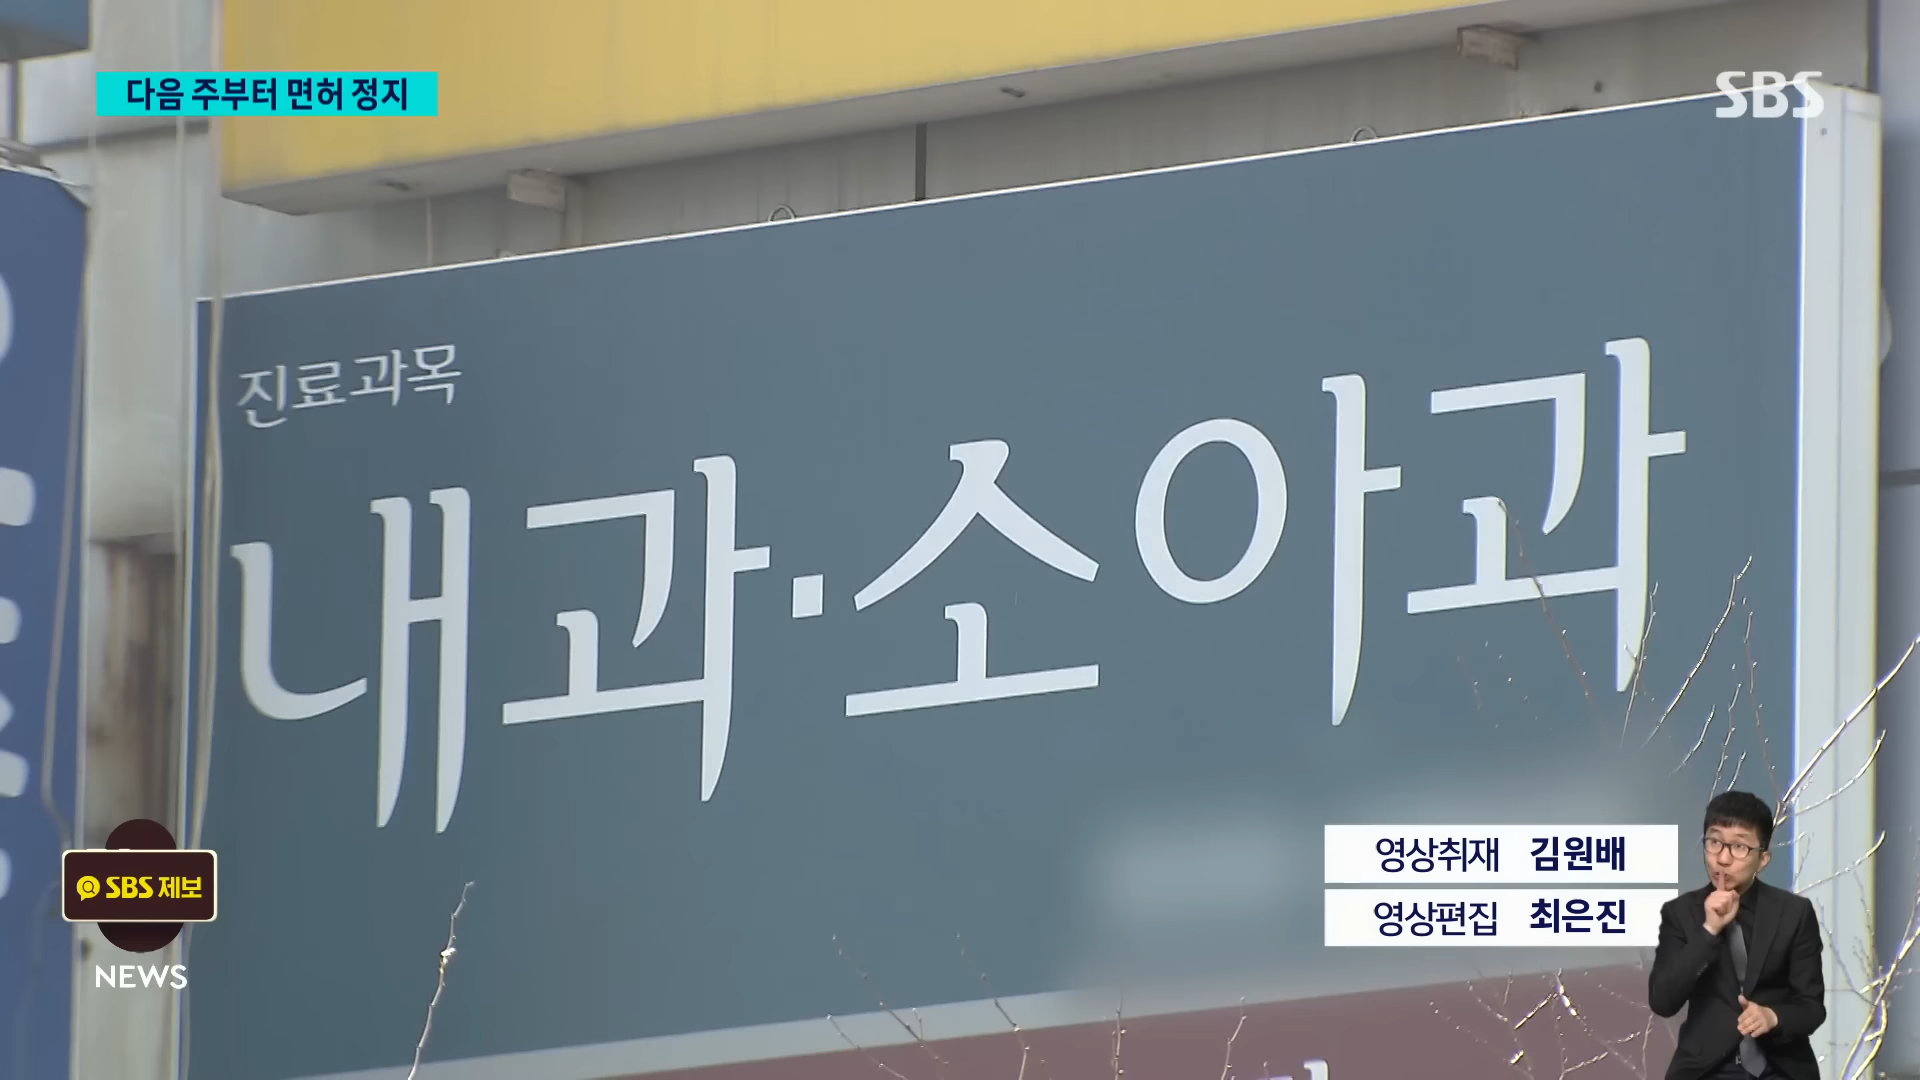 다음 주부터 면허 정지
SBS
진료과목
내과·소아과
영상취재 김원배
영상편집 최은진
SBS 제보
NEWS